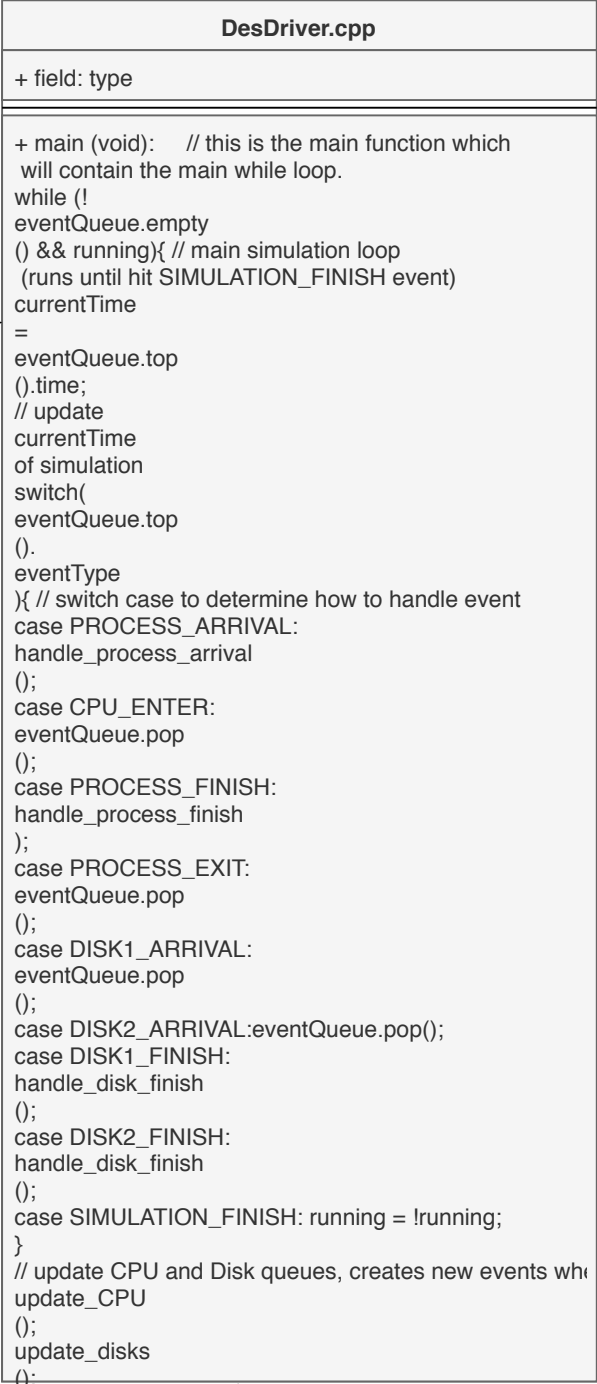 DesDriver.cpp
+ field: type
+ main (void):     // this is the main function which
will contain the main while loop.
while (!
eventQueue.empty
() && running){ // main simulation loop
(runs until hit SIMULATION_FINISH event)
currentTime
=
eventQueue.top
().time;
// update
currentTime
of simulation
switch(
eventQueue.top
().
eventType
){ // switch case to determine how to handle event
case PROCESS_ARRIVAL:
handle_process_arrival
();
case CPU_ENTER:
eventQueue.pop
();
case PROCESS_FINISH:
handle_process_finish
);
case PROCESS_EXIT:
eventQueue.pop
();
case DISK1_ARRIVAL:
eventQueue.pop
();
case DISK2_ARRIVAL:eventQueue.pop();
case DISK1_FINISH:
handle_disk_finish
();
case DISK2_FINISH:
handle_disk_finish
();
case SIMULATION_FINISH: running = !running;
}
// update CPU and Disk queues, creates new events
update_CPU
();
update_disks
();